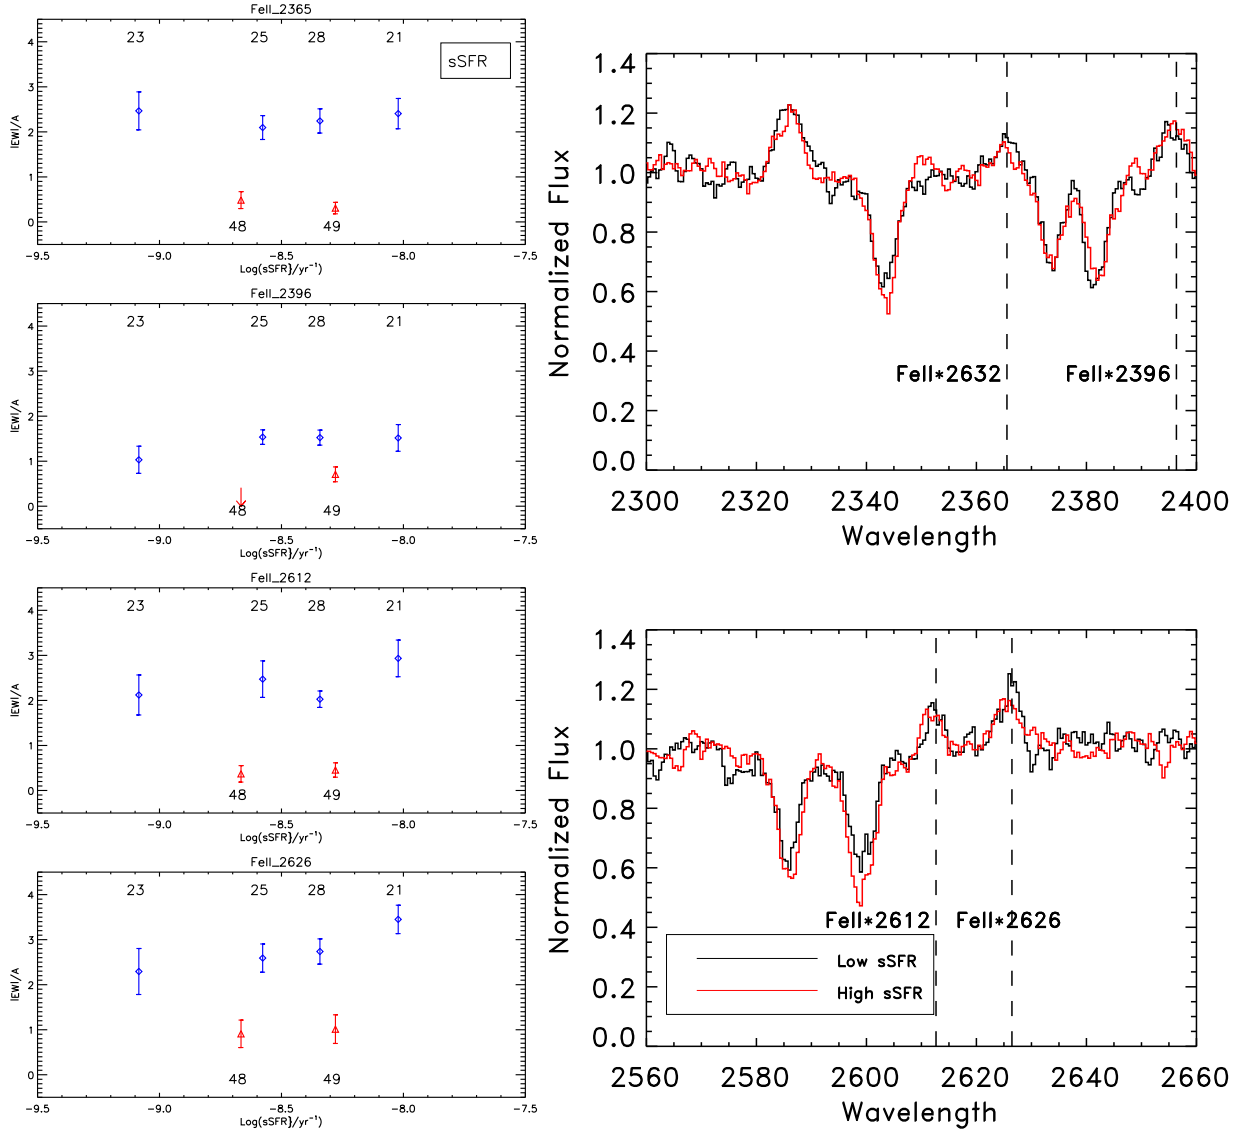 FeII_2365
23 25 28 21
sSFR
4
3
2
1
0
|EW|/A
48 49
−9.5 −9.0 −8.5 −8.0 −7.5
Log(sSFR}/yr⁻¹)
FeII_2396
23 25 28 21
4
3
2
1
0
|EW|/A
48 49
−9.5 −9.0 −8.5 −8.0 −7.5
Log(sSFR}/yr⁻¹)
FeII_2612
23 25 28 21
4
3
2
1
0
|EW|/A
48 49
−9.5 −9.0 −8.5 −8.0 −7.5
Log(sSFR}/yr⁻¹)
FeII_2626
23 25 28 21
4
3
2
1
0
|EW|/A
48 49
−9.5 −9.0 −8.5 −8.0 −7.5
Log(sSFR}/yr⁻¹)
1.4
1.2
1.0
0.8
0.6
0.4
0.2
0.0
Normalized Flux
FeII*2632 FeII*2396
2300 2320 2340 2360 2380 2400
Wavelength
1.4
1.2
1.0
0.8
0.6
0.4
0.2
0.0
Normalized Flux
FeII*2612 FeII*2626
Low sSFR
High sSFR
2560 2580 2600 2620 2640 2660
Wavelength